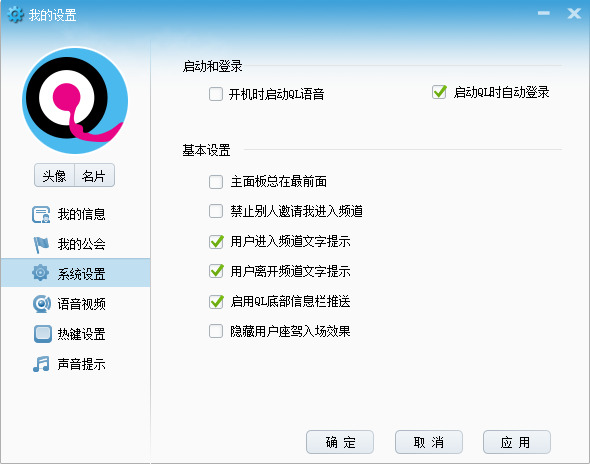 我的设置
头像 名片
我的信息
我的公会
系统设置
语音视频
热键设置
声音提示
启动和登录
开机时启动QL语音 启动QL时自动登录
基本设置
主面板总在最前面
禁止别人邀请我进入频道
用户进入频道文字提示
用户离开频道文字提示
启用QL底部信息栏推送
隐藏用户座驾入场效果
确 定 取 消 应 用